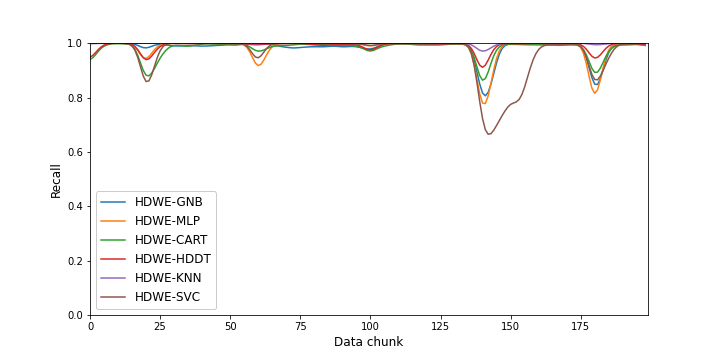 1.0
0.8
0.6
0.4
0.2
0.0
Recall
HDWE-GNB
HDWE-MLP
HDWE-CART
HDWE-HDDT
HDWE-KNN
HDWE-SVC
0 25 50 75 100 125 150 175
Data chunk